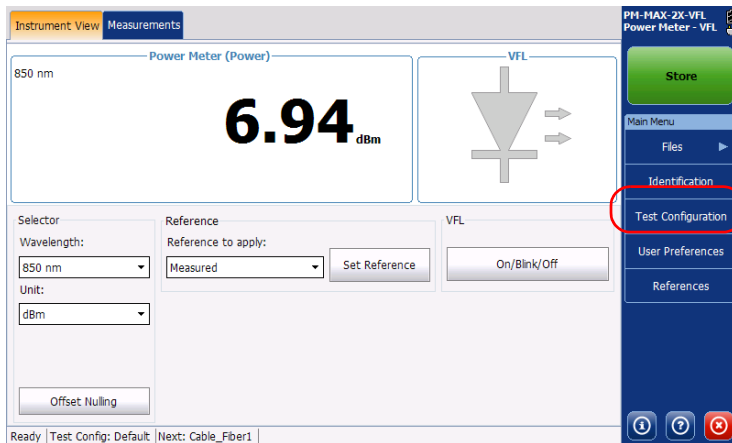 Instrument View Measurements
PM-MAX-2X-VFL
Power Meter - VFL
Power Meter (Power)
VFL
850 nm
6.94 dBm
Store
Main Menu
Files
Identification
Test Configuration
User Preferences
References
Selector
Wavelength:
850 nm
Unit:
dBm
Offset Nulling
Reference
Reference to apply:
Measured
Set Reference
VFL
On/Blink/Off
Ready Test Config: Default Next: Cable_Fiber1